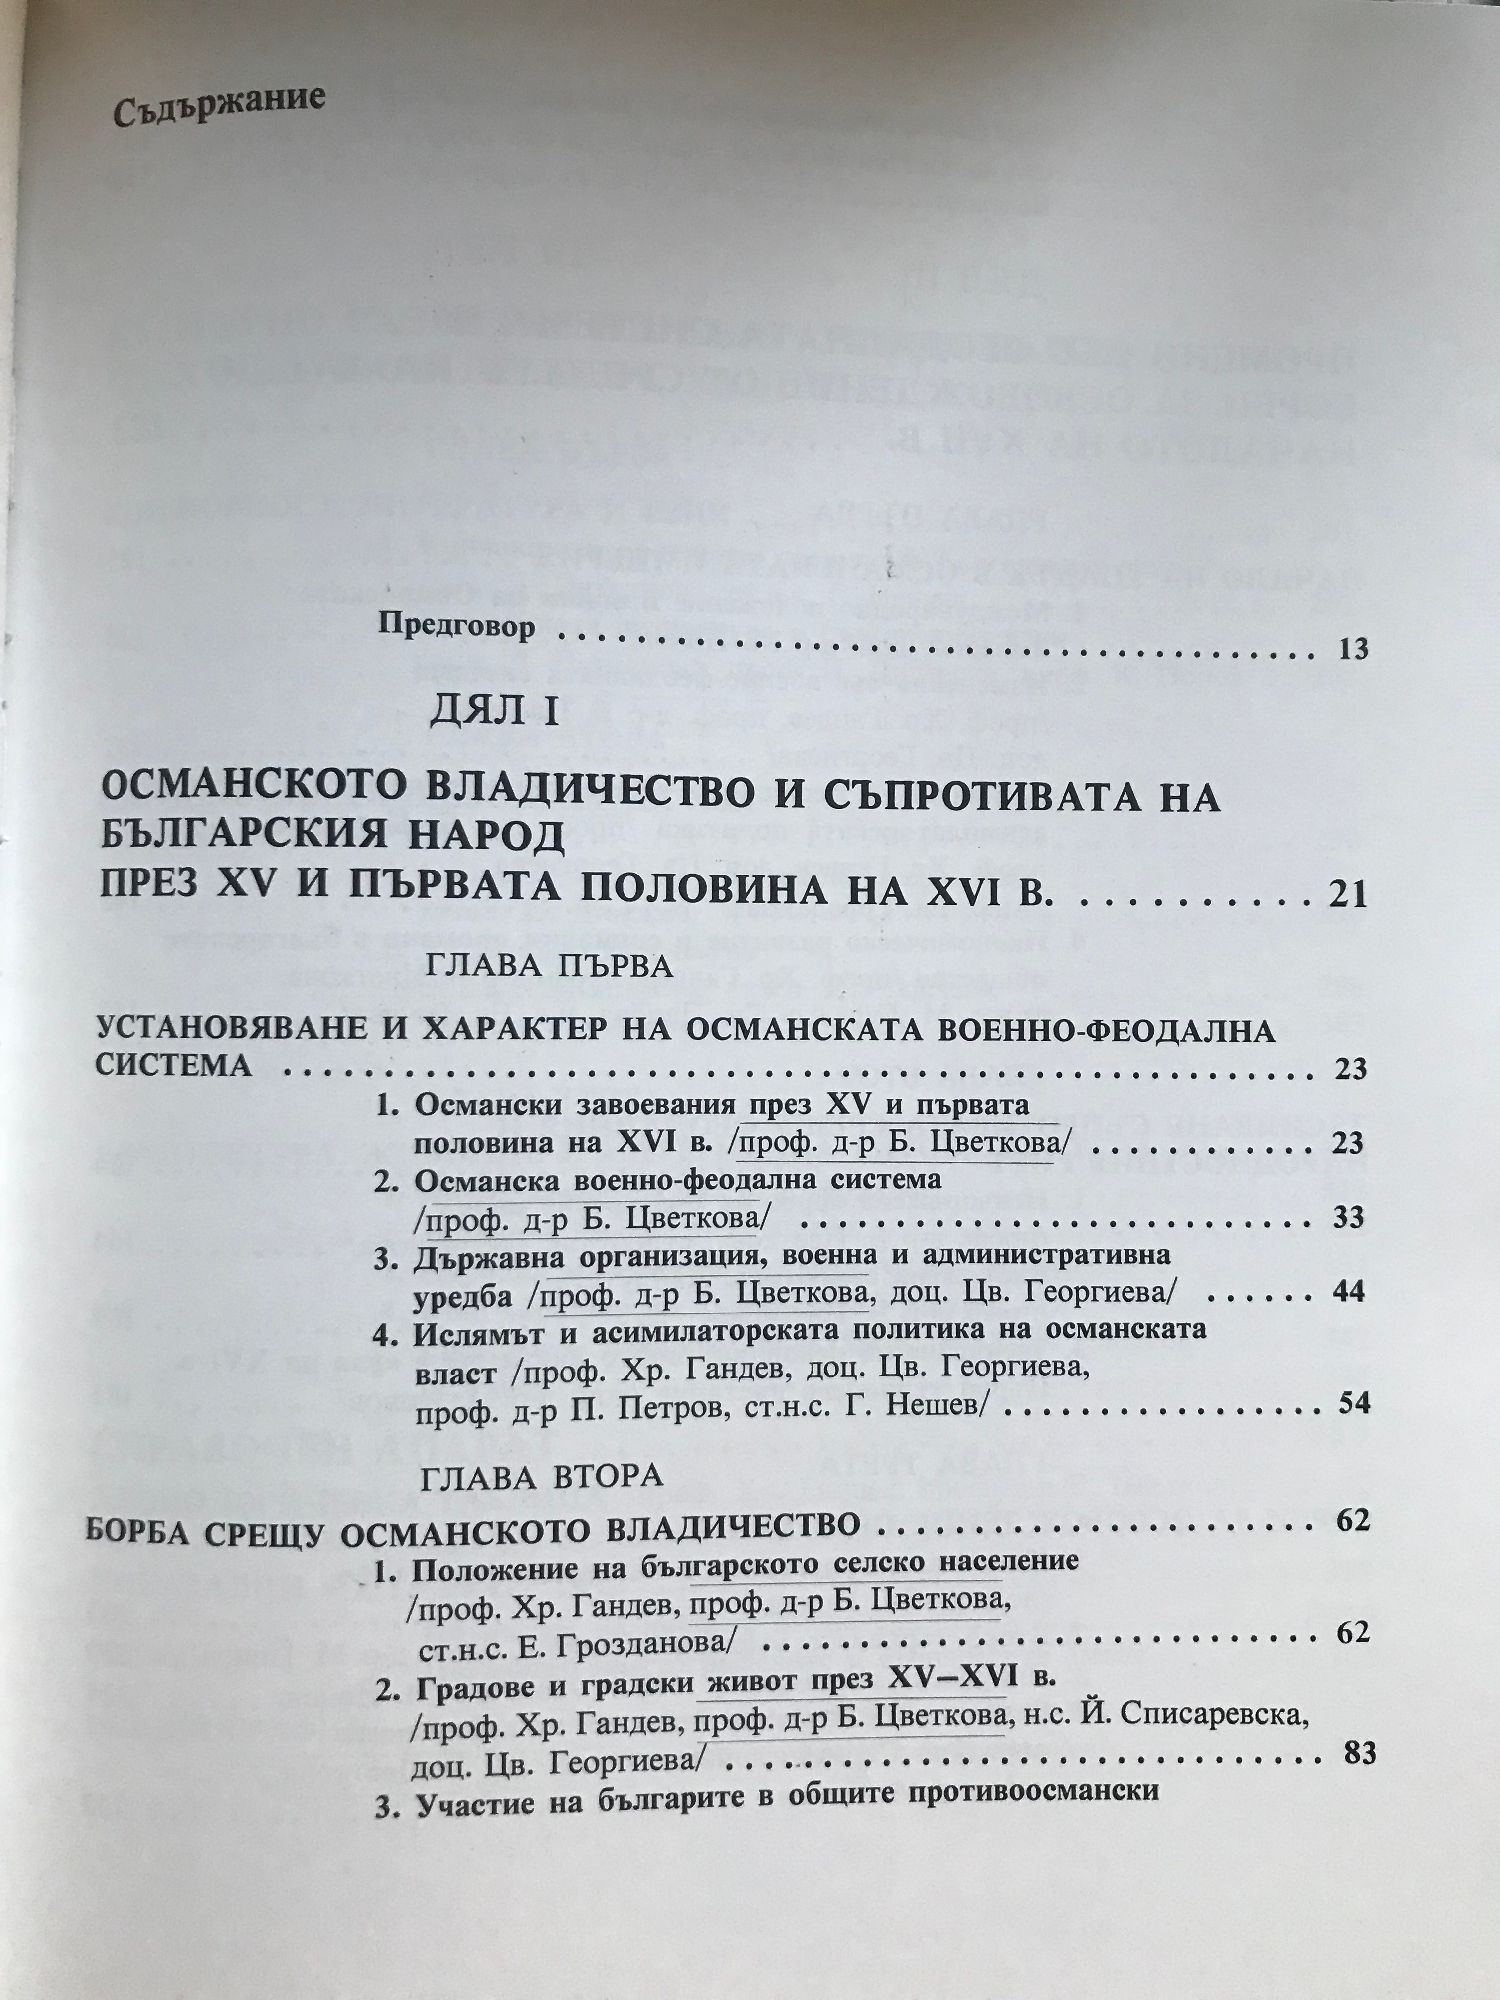 Съдържание
Предговор . . . . . . . . . . . . . . . . . . . . . . . . . . . . . . . . . . . . . . 13
ДЯЛ I
ОСМАНСКОТО ВЛАДИЧЕСТВО И СЪПРОТИВАТА НА
БЪЛГАРСКИЯ НАРОД
ПРЕЗ XV И ПЪРВАТА ПОЛОВИНА НА XVI В. . . . . . . . . . . 21
ГЛАВА ПЪРВА
УСТАНОВЯВАНЕ И ХАРАКТЕР НА ОСМАНСКАТА ВОЕННО-ФЕОДАЛНА
СИСТЕМА . . . . . . . . . . . . . . . . . . . . . . . . . . . . . . . . . . . . . . . . . . . . . . . . . . . . 23
1. Османски завоевания през XV и първата
половина на XVI в. /проф. д-р Б. Цветкова/ . . . . . . . . . . . . 23
2. Османска военно-феодална система
/проф. д-р Б. Цветкова/ . . . . . . . . . . . . . . . . . . . . . . . . . . 33
3. Държавна организация, военна и административна
уредба /проф. д-р Б. Цветкова, доц. Цв. Георгиева/ . . . . . . 44
4. Ислямът и асимилаторската политика на османската
власт /проф. Хр. Гандев, доц. Цв. Георгиева,
проф. д-р П. Петров, ст.н.с. Г. Нешев/ . . . . . . . . . . . . . . . . . 54
ГЛАВА ВТОРА
БОРБА СРЕЩУ ОСМАНСКОТО ВЛАДИЧЕСТВО . . . . . . . . . . . . . . . . . . . . . . . 62
1. Положение на българското селско население
/проф. Хр. Гандев, проф. д-р Б. Цветкова,
ст.н.с. Е. Грозданова/ . . . . . . . . . . . . . . . . . . . . . . . . . . . . . 62
2. Градове и градски живот през XV–XVI в.
/проф. Хр. Гандев, проф. д-р Б. Цветкова, н.с. Й. Списаревска,
доц. Цв. Георгиева/ . . . . . . . . . . . . . . . . . . . . . . . . . . . . . . . 83
3. Участие на българите в общите противоосмански